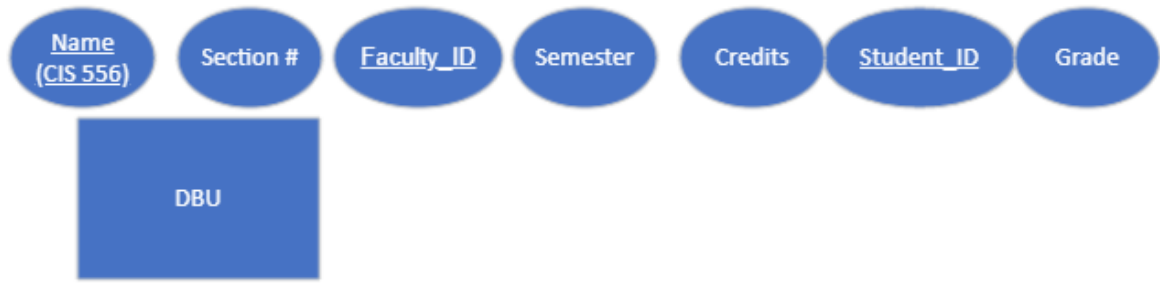 Name
(CIS 556)
Section #
Faculty_ID
Semester
Credits
Student_ID
Grade
DBU